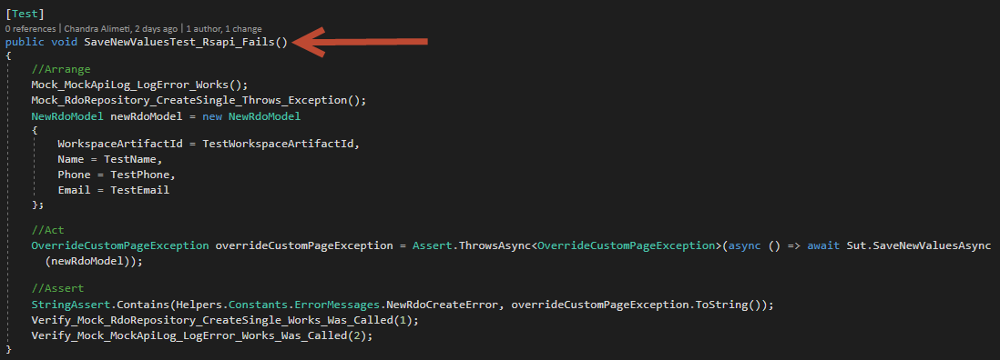 [Test]
0 references | Chandra Alimeti, 2 days ago | 1 author, 1 change
public void SaveNewValuesTest_Rsapi_Fails()
{
//Arrange
Mock_MockApiLog_LogError_Works();
Mock_RdoRepository_CreateSingle_Throws_Exception();
NewRdoModel newRdoModel = new NewRdoModel
{
WorkspaceArtifactId = TestWorkspaceArtifactId,
Name = TestName,
Phone = TestPhone,
Email = TestEmail
};
//Act
OverrideCustomPageException overrideCustomPageException = Assert.ThrowsAsync<OverrideCustomPageException>(async () => await Sut.SaveNewValuesAsync
(newRdoModel));
//Assert
StringAssert.Contains(Helpers.Constants.ErrorMessages.NewRdoCreateError, overrideCustomPageException.ToString());
Verify_Mock_RdoRepository_CreateSingle_Works_Was_Called(1);
Verify_Mock_MockApiLog_LogError_Works_Was_Called(2);
}